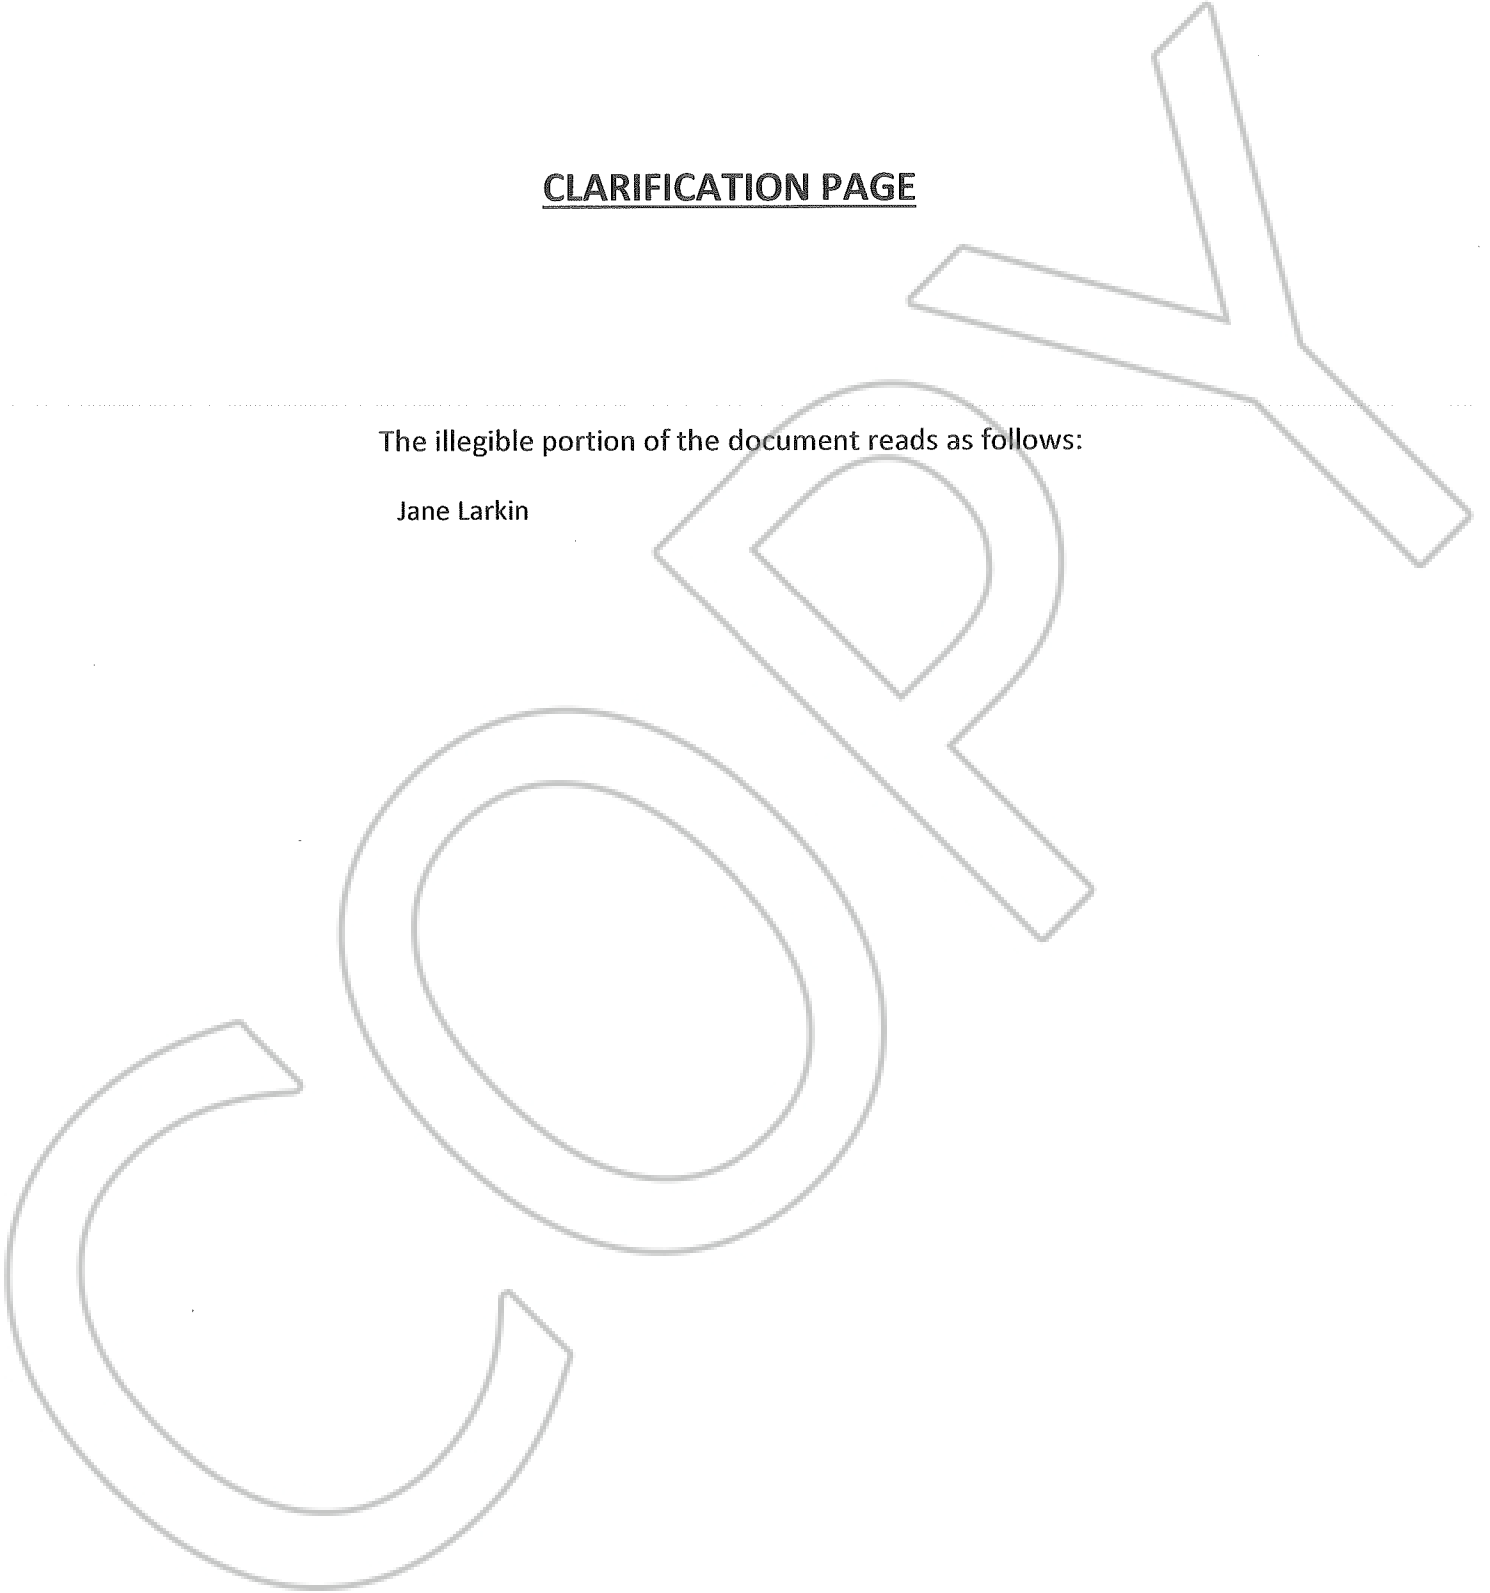 CLARIFICATION PAGE
The illegible portion of the document reads as follows:
Jane Larkin
COPY